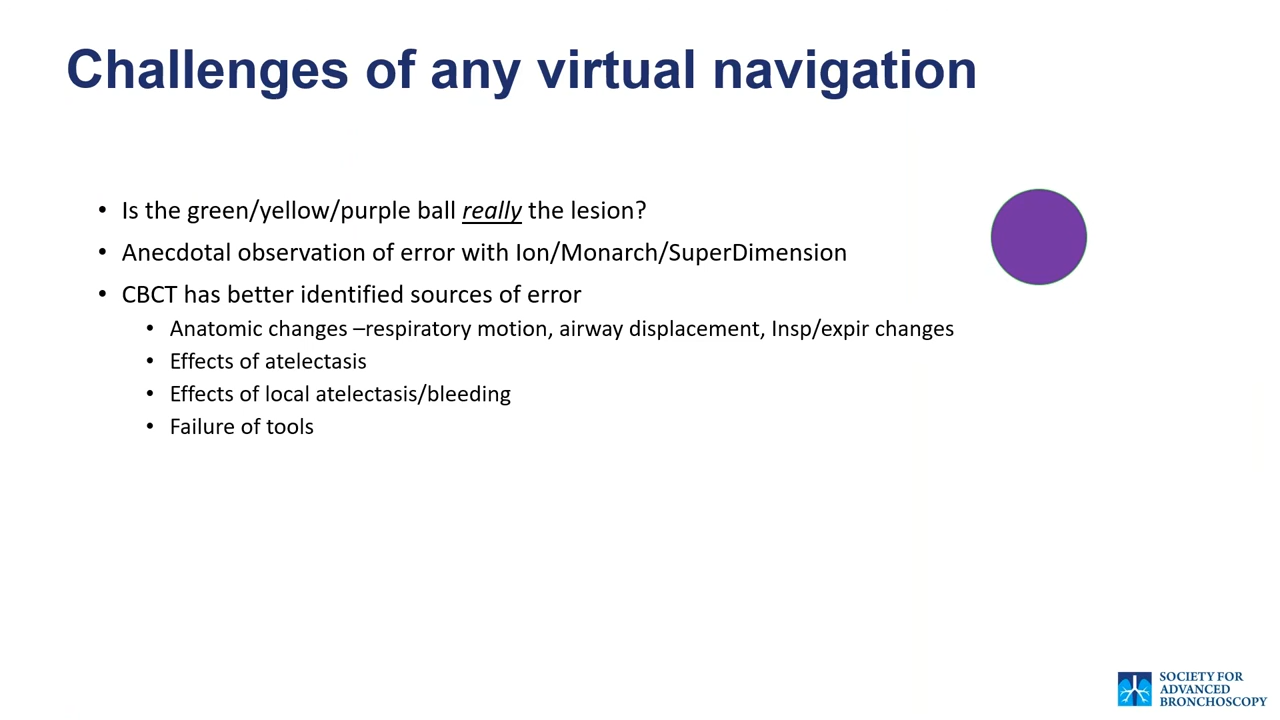 Challenges of any virtual navigation
• Is the green/yellow/purple ball really the lesion?
• Anecdotal observation of error with Ion/Monarch/SuperDimension
• CBCT has better identified sources of error
• Anatomic changes –respiratory motion, airway displacement, Insp/expir changes
• Effects of atelectasis
• Effects of local atelectasis/bleeding
• Failure of tools
SOCIETY FOR
ADVANCED
BRONCHOSCOPY